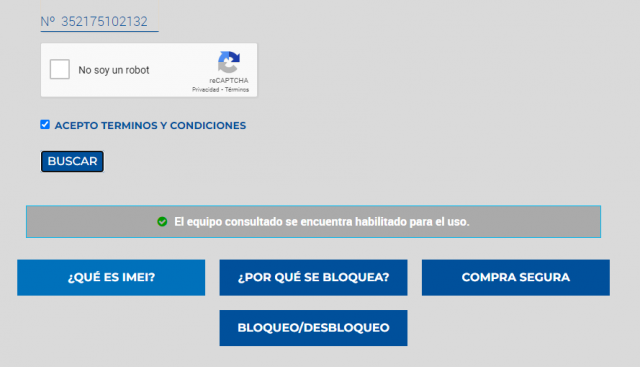 Nº 352175102132
No soy un robot
reCAPTCHA
Privacidad - Términos
ACEPTO TERMINOS Y CONDICIONES
BUSCAR
El equipo consultado se encuentra habilitado para el uso.
¿QUÉ ES IMEI?
¿POR QUÉ SE BLOQUEA?
COMPRA SEGURA
BLOQUEO/DESBLOQUEO